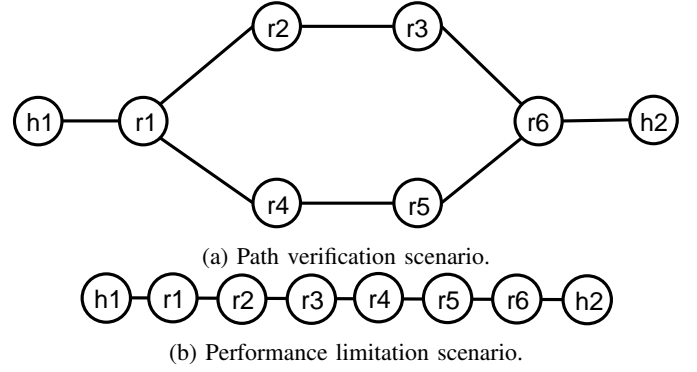 r2 r3
h1 r1 r6 h2
r4 r5
(a) Path verification scenario.
h1 r1 r2 r3 r4 r5 r6 h2
(b) Performance limitation scenario.